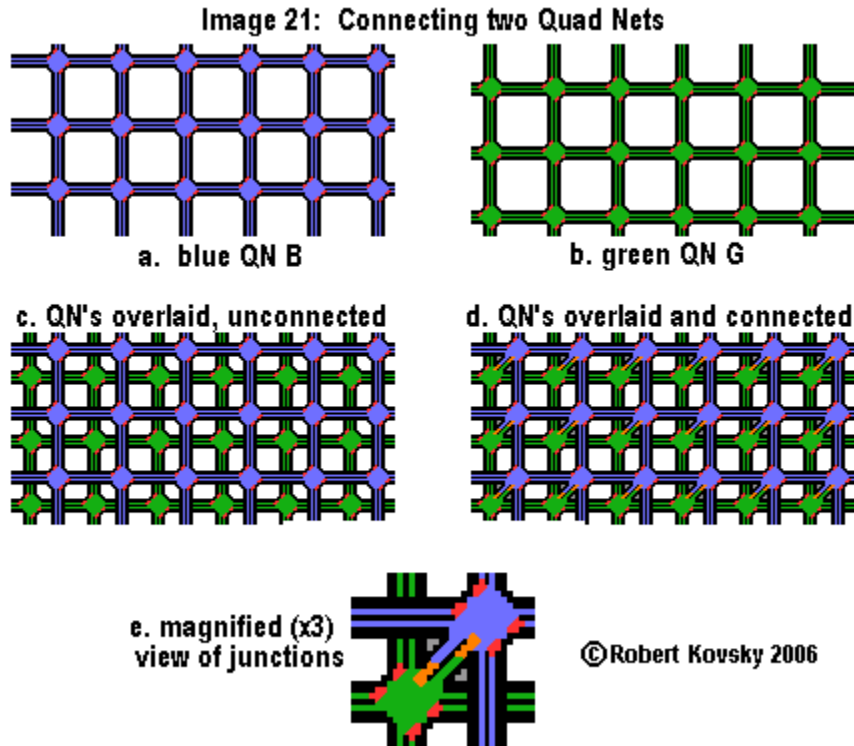 Image 21:  Connecting two Quad Nets
a.  blue QN B
b. green QN G
c. QN's overlaid, unconnected
d. QN's overlaid and connected
e. magnified (x3)
view of junctions
©Robert Kovsky 2006